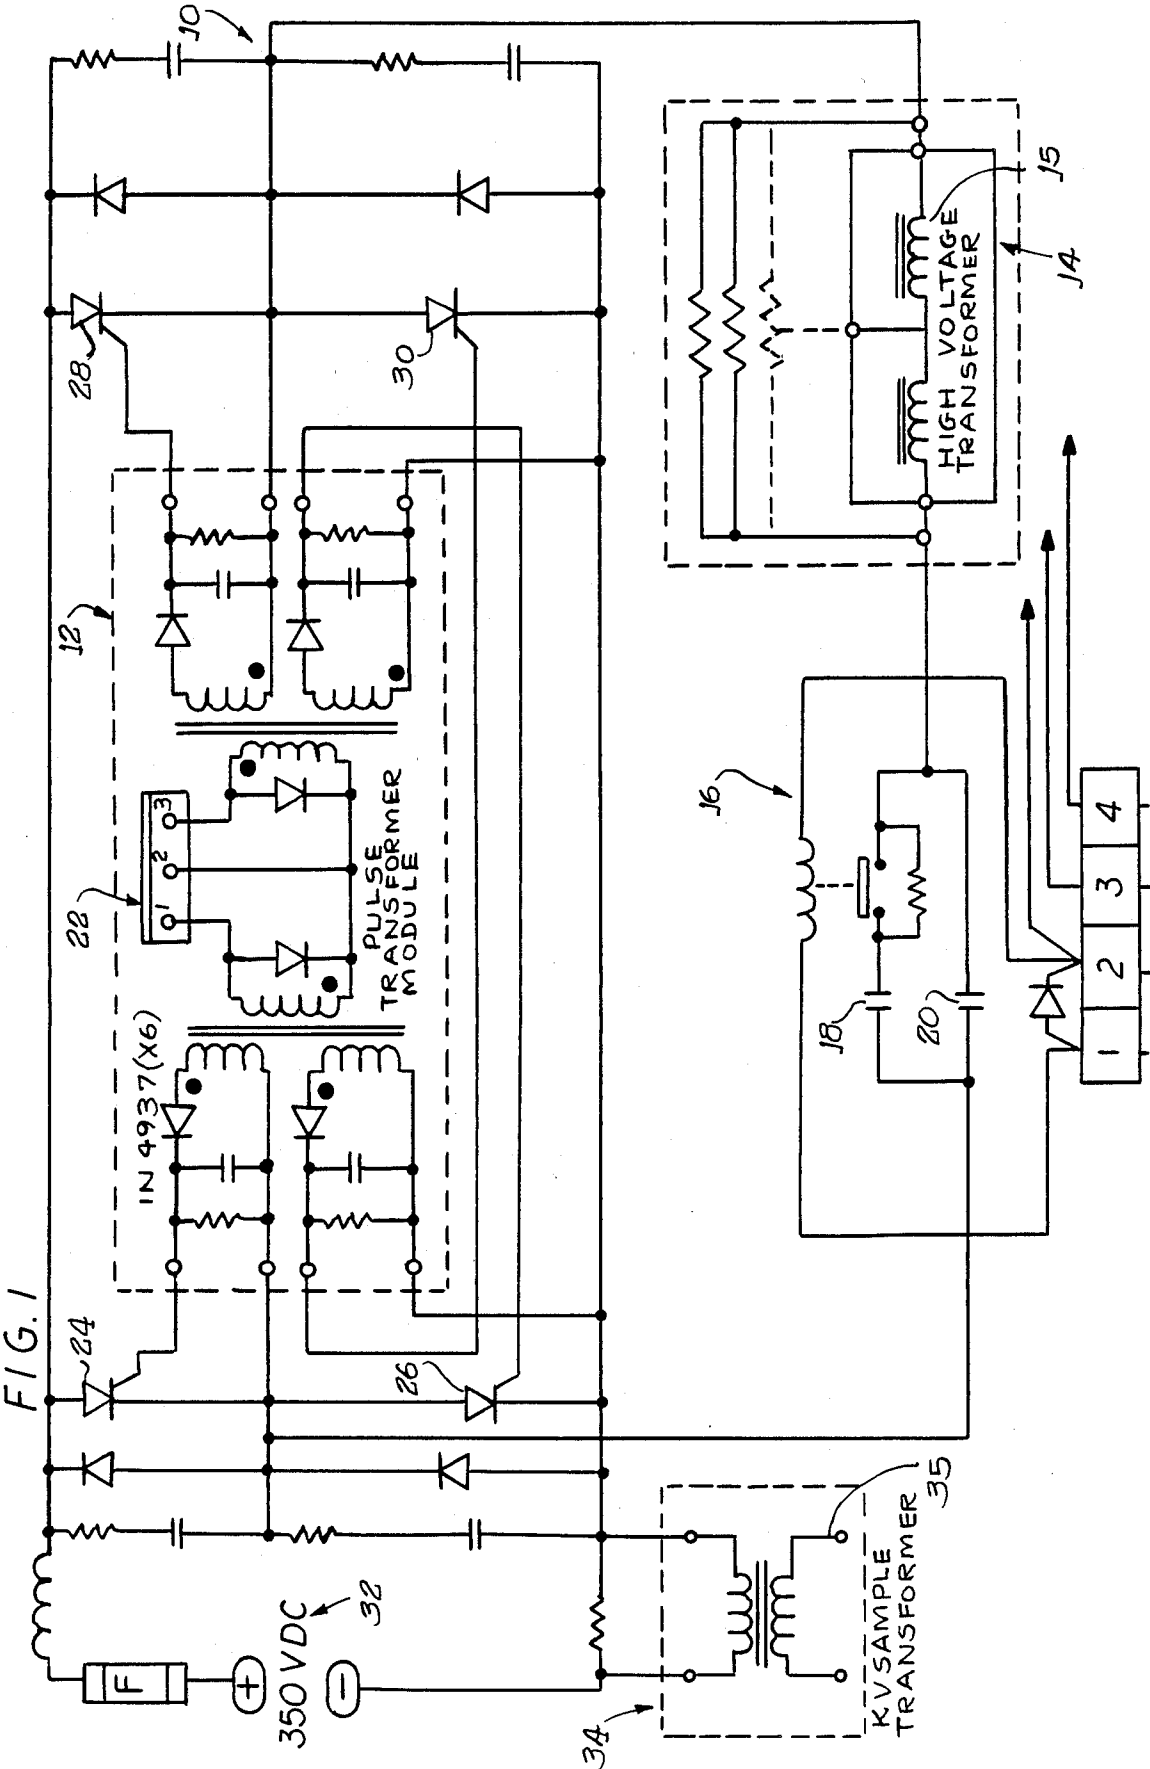 FIG. 1
10
28
30
12
22
1 2 3
PULSE
TRANSFORMER
MODULE
IN 4937(X6)
24
26
F
+
350 VDC
−
32
34
KV SAMPLE
TRANSFORMER
35
15
HIGH VOLTAGE
TRANSFORMER
14
16
18
20
1 2 3 4